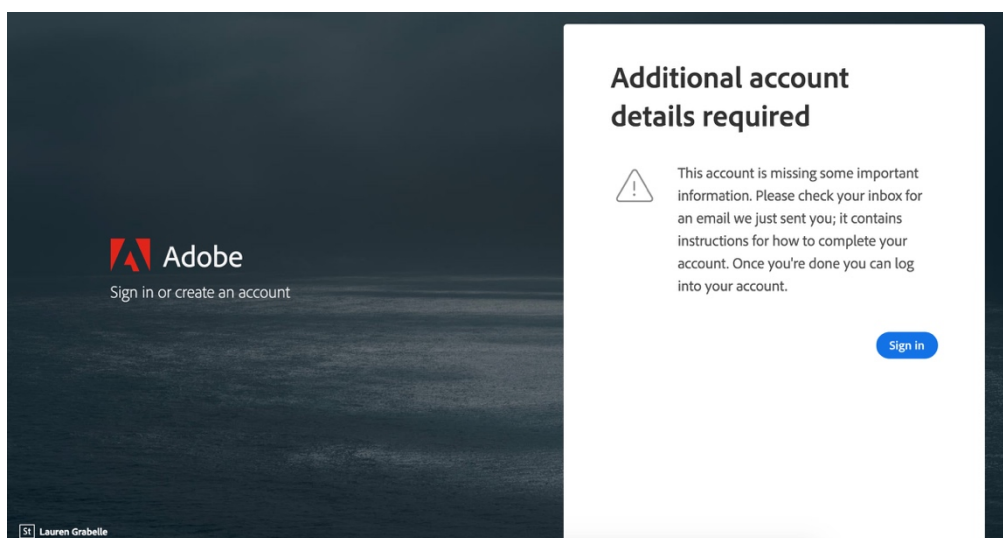 Adobe
Sign in or create an account
St Lauren Grabelle
Additional account
details required
This account is missing some important
information. Please check your inbox for
an email we just sent you; it contains
instructions for how to complete your
account. Once you're done you can log
into your account.
Sign in